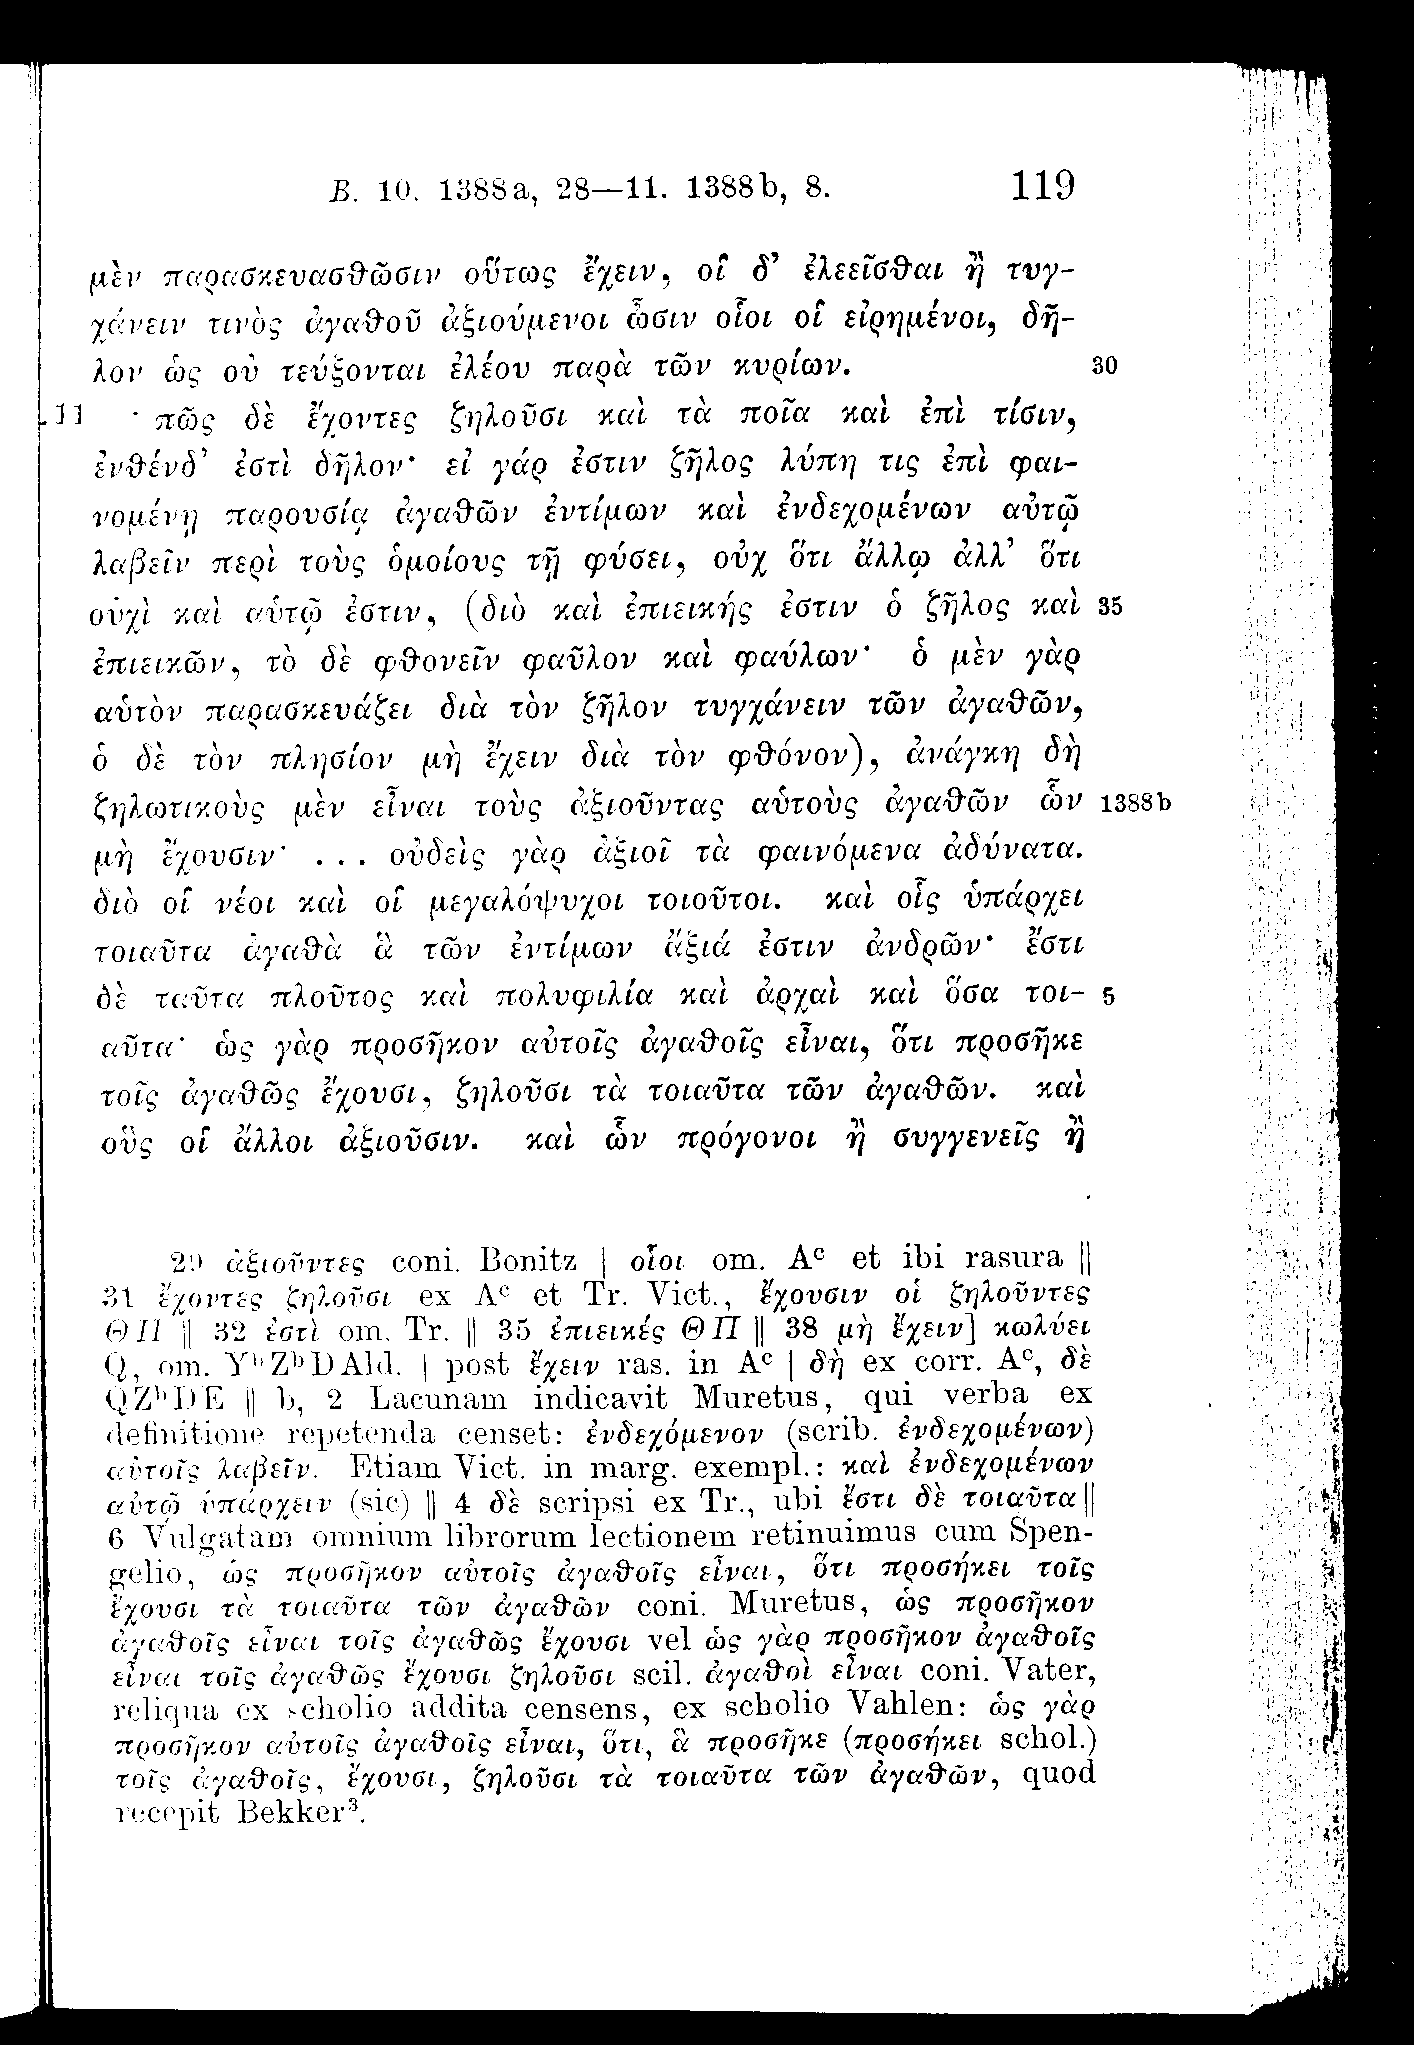 B. 10. 1388a, 28—11. 1388b, 8. 119
μὲν παρασκευασθῶσιν οὕτως ἔχειν, οἱ δ' ἐλεεῖσθαι ἢ τυγ-
χάνειν τινὸς ἀγαθοῦ ἀξιούμενοι ὦσιν οἷοι οἱ εἰρημένοι, δῆ-
λον ὡς οὐ τεύξονται ἐλέου παρὰ τῶν κυρίων. 30
11 πῶς δὲ ἔχοντες ζηλοῦσι καὶ τὰ ποῖα καὶ ἐπὶ τίσιν,
ἐνθένδ' ἐστὶ δῆλον· εἰ γάρ ἐστιν ζῆλος λύπη τις ἐπὶ φαι-
νομένῃ παρουσίᾳ ἀγαθῶν ἐντίμων καὶ ἐνδεχομένων αὐτῷ
λαβεῖν περὶ τοὺς ὁμοίους τῇ φύσει, οὐχ ὅτι ἄλλῳ ἀλλ' ὅτι
οὐχὶ καὶ αὑτῷ ἐστιν, (διὸ καὶ ἐπιεικής ἐστιν ὁ ζῆλος καὶ 35
ἐπιεικῶν, τὸ δὲ φθονεῖν φαῦλον καὶ φαύλων· ὁ μὲν γὰρ
αὑτὸν παρασκευάζει διὰ τὸν ζῆλον τυγχάνειν τῶν ἀγαθῶν,
ὁ δὲ τὸν πλησίον μὴ ἔχειν διὰ τὸν φθόνον), ἀνάγκη δὴ
ζηλωτικοὺς μὲν εἶναι τοὺς ἀξιοῦντας αὑτοὺς ἀγαθῶν ὧν 1388b
μὴ ἔχουσιν· . . . οὐδεὶς γὰρ ἀξιοῖ τὰ φαινόμενα ἀδύνατα.
διὸ οἱ νέοι καὶ οἱ μεγαλόψυχοι τοιοῦτοι. καὶ οἷς ὑπάρχει
τοιαῦτα ἀγαθὰ ἃ τῶν ἐντίμων ἄξιά ἐστιν ἀνδρῶν· ἔστι
δὲ ταῦτα πλοῦτος καὶ πολυφιλία καὶ ἀρχαὶ καὶ ὅσα τοι- 5
αῦτα· ὡς γὰρ προσῆκον αὐτοῖς ἀγαθοῖς εἶναι, ὅτι προσῆκε
τοῖς ἀγαθῶς ἔχουσι, ζηλοῦσι τὰ τοιαῦτα τῶν ἀγαθῶν. καὶ
οὓς οἱ ἄλλοι ἀξιοῦσιν. καὶ ὧν πρόγονοι ἢ συγγενεῖς ἢ
29 ἀξιοῦντες coni. Bonitz | οἷοι om. Aᶜ et ibi rasura ||
31 ἔχοντες ζηλοῦσι ex Aᶜ et Tr. Vict., ἔχουσιν οἱ ζηλοῦντες
ΘΠ || 32 ἐστὶ om. Tr. || 35 ἐπιεικές ΘΠ || 38 μὴ ἔχειν] κωλύει
Q, om. YᵇZᵇDAld. | post ἔχειν ras. in Aᶜ | δὴ ex corr. Aᶜ, δὲ
QZᵇDE || b, 2 Lacunam indicavit Muretus, qui verba ex
definitione repetenda censet: ἐνδεχόμενον (scrib. ἐνδεχομένων)
αὐτοῖς λαβεῖν. Etiam Vict. in marg. exempl.: καὶ ἐνδεχομένων
αὐτῷ ὑπάρχειν (sic) || 4 δὲ scripsi ex Tr., ubi ἔστι δὲ τοιαῦτα ||
6 Vulgatam omnium librorum lectionem retinuimus cum Spen-
gelio, ὡς προσῆκον αὐτοῖς ἀγαθοῖς εἶναι, ὅτι προσήκει τοῖς
ἔχουσι τὰ τοιαῦτα τῶν ἀγαθῶν coni. Muretus, ὡς προσῆκον
ἀγαθοῖς εἶναι τοῖς ἀγαθῶς ἔχουσι vel ὡς γὰρ προσῆκον ἀγαθοῖς
εἶναι τοῖς ἀγαθῶς ἔχουσι ζηλοῦσι scil. ἀγαθοὶ εἶναι coni. Vater,
reliqua ex scholio addita censens, ex scholio Vahlen: ὡς γὰρ
προσῆκον αὐτοῖς ἀγαθοῖς εἶναι, ὅτι, ἃ προσῆκε (προσήκει schol.)
τοῖς ἀγαθοῖς, ἔχουσι, ζηλοῦσι τὰ τοιαῦτα τῶν ἀγαθῶν, quod
recepit Bekker³.